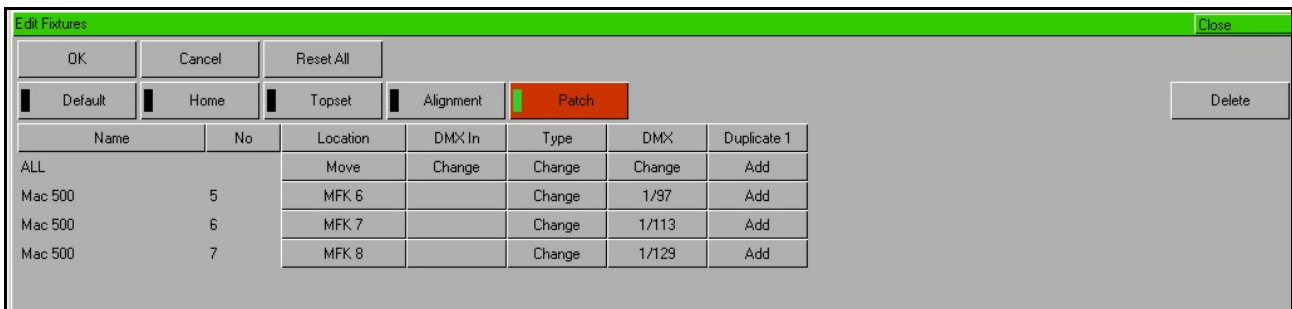 Edit Fixtures Close
OK Cancel Reset All
Default Home Topset Alignment Patch Delete
Name No Location DMX In Type DMX Duplicate 1
ALL Move Change Change Change Add
Mac 500 5 MFK 6 Change 1/97 Add
Mac 500 6 MFK 7 Change 1/113 Add
Mac 500 7 MFK 8 Change 1/129 Add